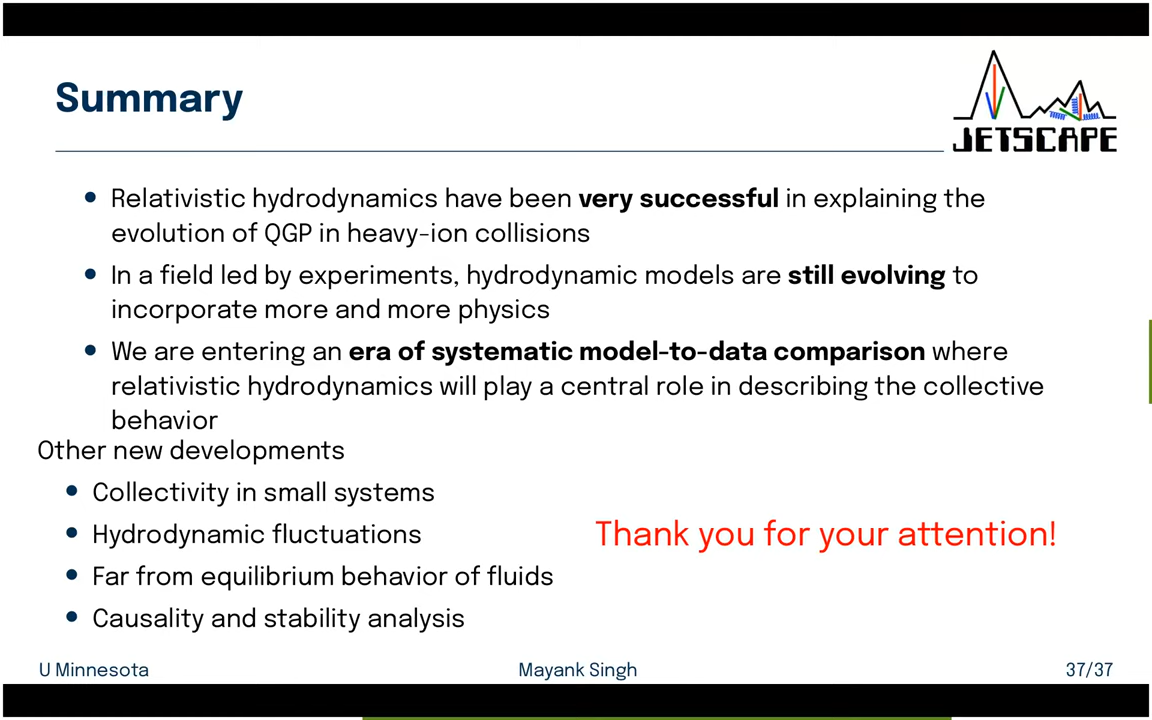 Summary
JETSCAPE
• Relativistic hydrodynamics have been very successful in explaining the
evolution of QGP in heavy-ion collisions
• In a field led by experiments, hydrodynamic models are still evolving to
incorporate more and more physics
• We are entering an era of systematic model-to-data comparison where
relativistic hydrodynamics will play a central role in describing the collective
behavior
Other new developments
• Collectivity in small systems
• Hydrodynamic fluctuations
• Far from equilibrium behavior of fluids
• Causality and stability analysis
Thank you for your attention!
U Minnesota
Mayank Singh
37/37